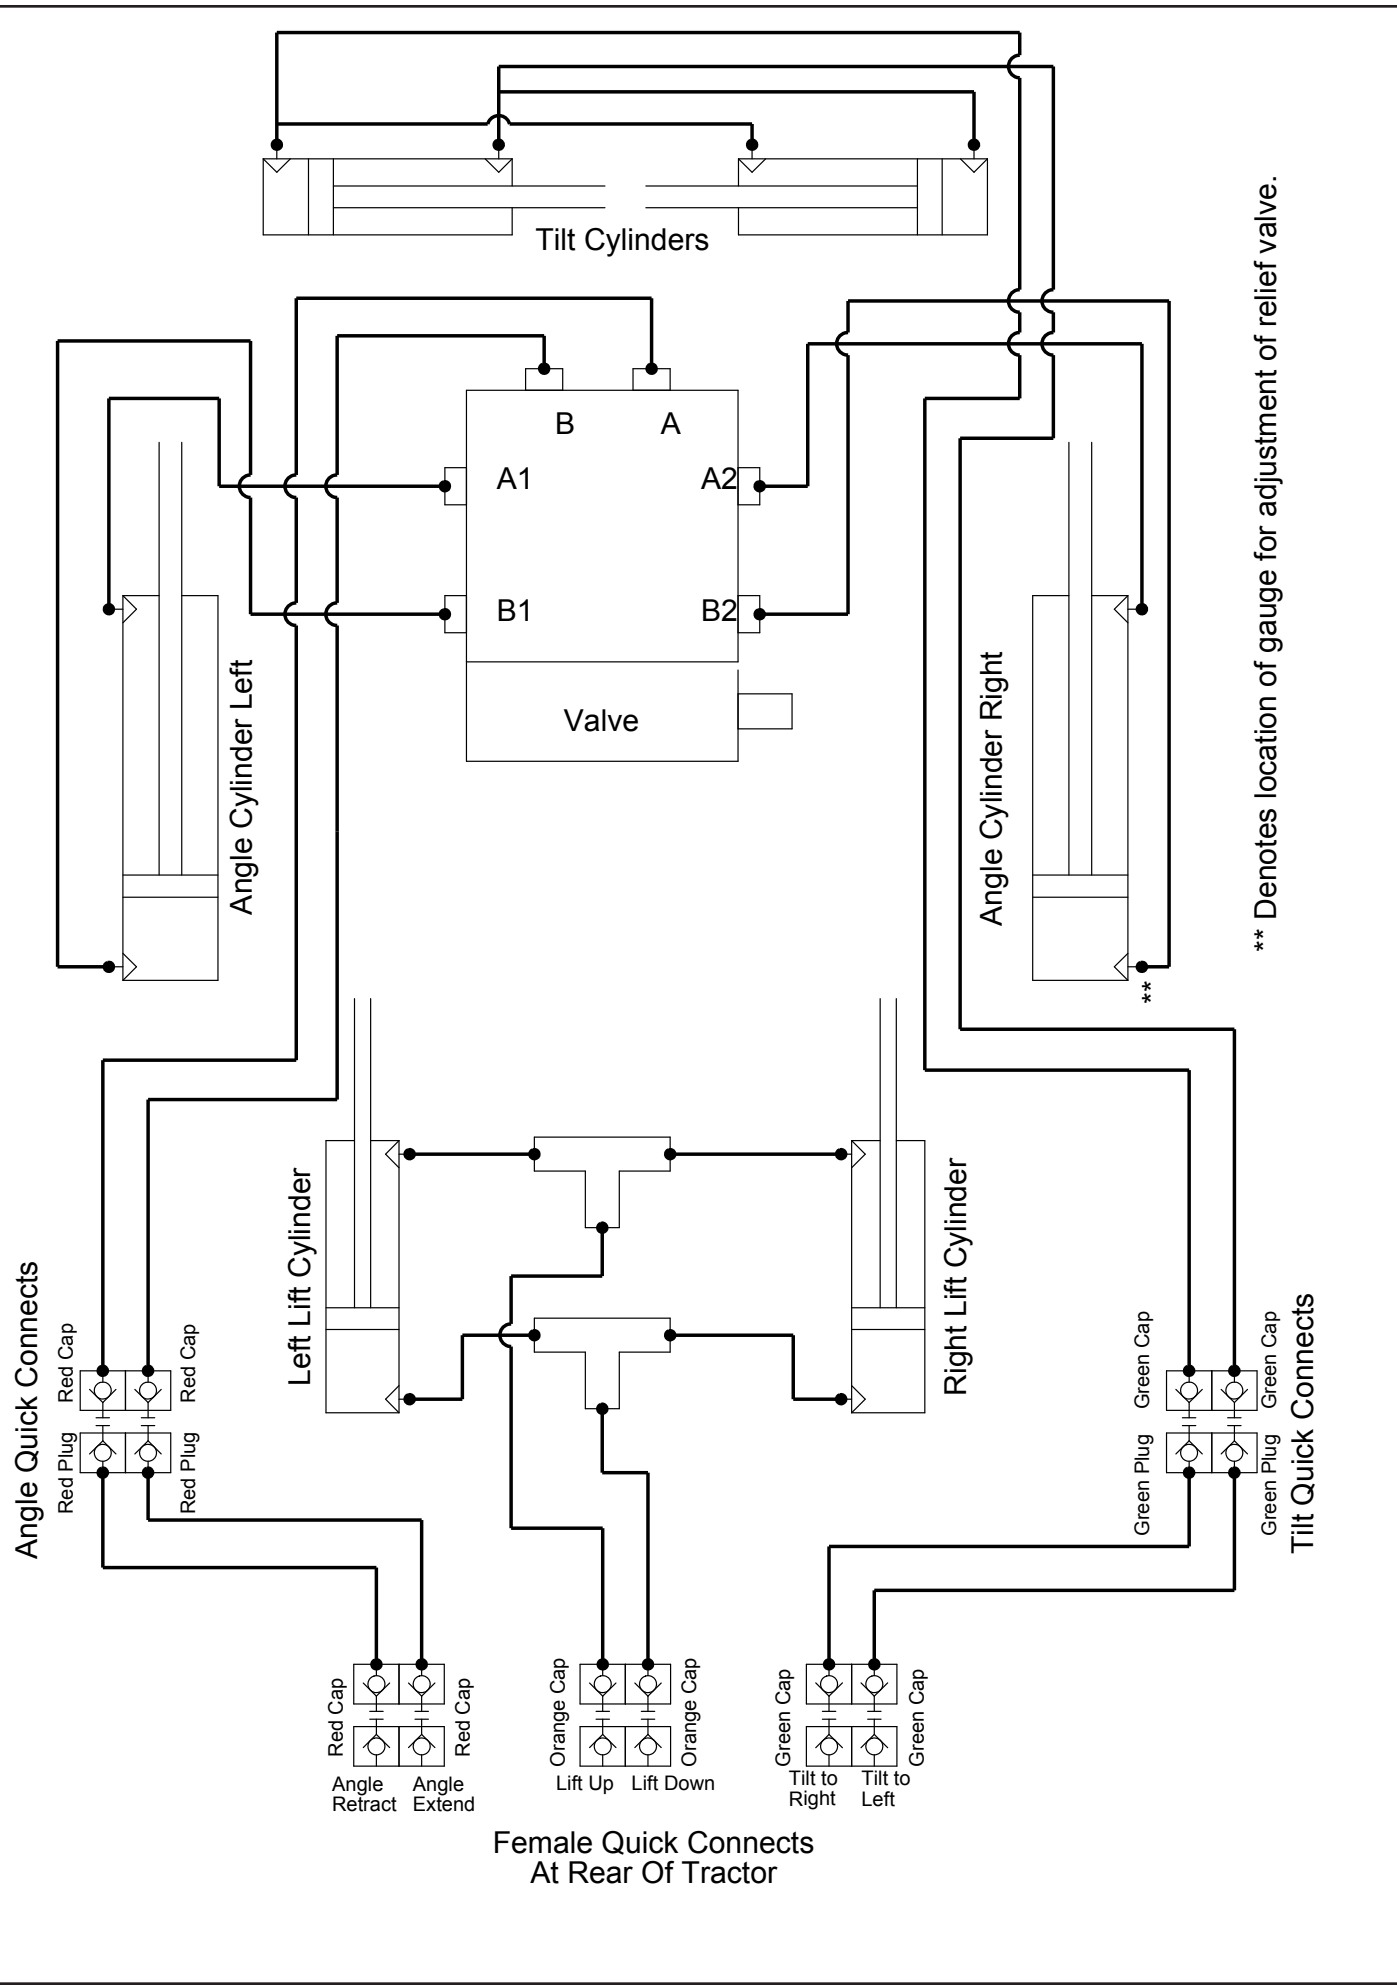 Tilt Cylinders
** Denotes location of gauge for adjustment of relief valve.
B
A
A1
A2
B1
B2
Valve
Angle Cylinder Left
Angle Cylinder Right
**
Left Lift Cylinder
Right Lift Cylinder
Angle Quick Connects
Red Cap
Red Cap
Red Plug
Red Plug
Green Cap
Green Cap
Green Plug
Green Plug
Tilt Quick Connects
Red Cap
Red Cap
Orange Cap
Orange Cap
Green Cap
Green Cap
Angle
Retract
Angle
Extend
Lift Up
Lift Down
Tilt to
Right
Tilt to
Left
Female Quick Connects
At Rear Of Tractor